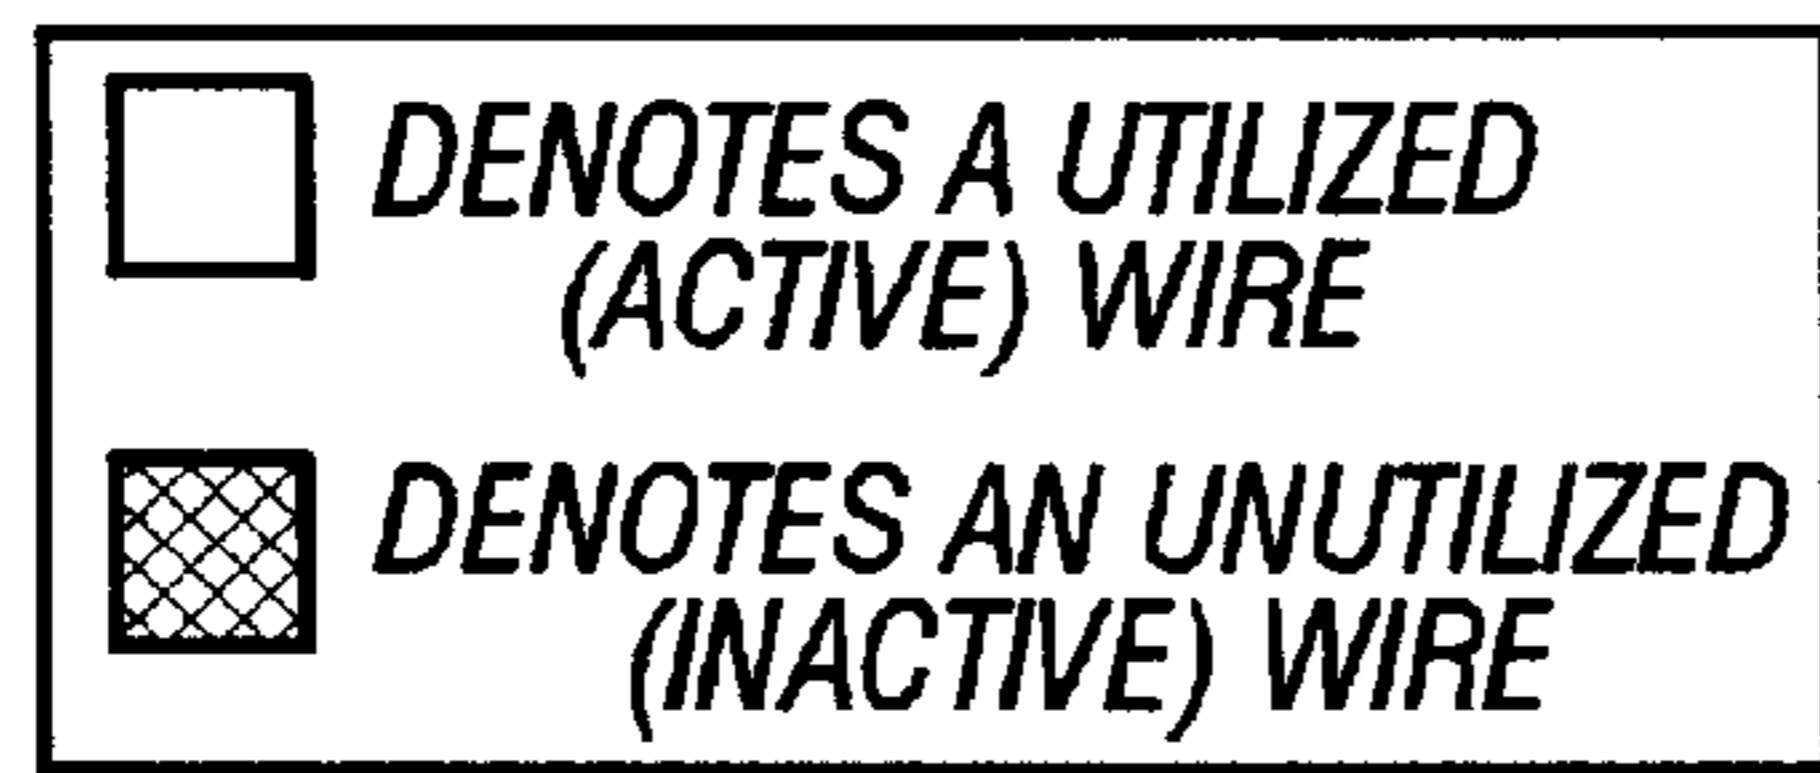 DENOTES A UTILIZED
(ACTIVE) WIRE
DENOTES AN UNUTILIZED
(INACTIVE) WIRE